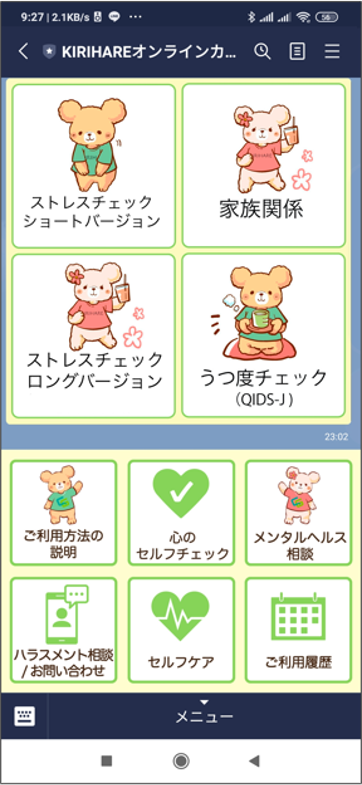 9:27 | 2.1KB/s
56
KIRIHAREオンラインカ...
ストレスチェック
ショートバージョン
家族関係
ストレスチェック
ロングバージョン
うつ度チェック
（QIDS-J）
23:02
ご利用方法の
説明
心の
セルフチェック
メンタルヘルス
相談
ハラスメント相談
/お問い合わせ
セルフケア
ご利用履歴
メニュー